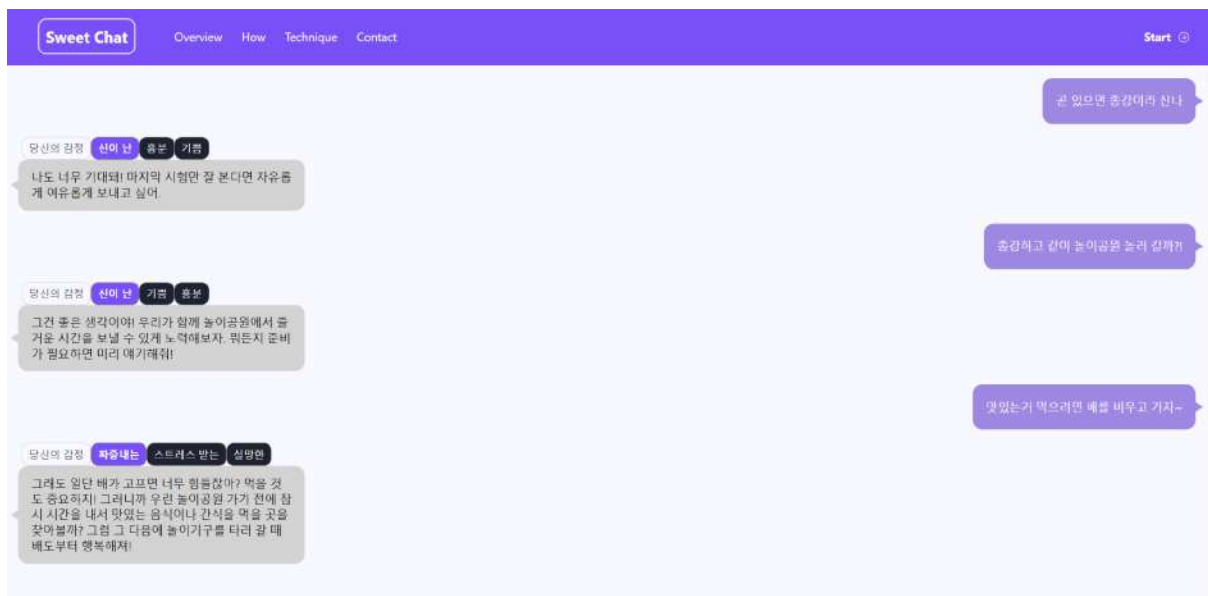 Sweet Chat Overview How Technique Contact Start
곧 있으면 종강이라 신나
당신의 감정 신이 난 흥분 기쁨
나도 너무 기대돼! 마지막 시험만 잘 본다면 자유롭
게 여유롭게 보내고 싶어.
종강하고 같이 놀이공원 놀러 갈까?!
당신의 감정 신이 난 기쁨 흥분
그건 좋은 생각이야! 우리가 함께 놀이공원에서 즐
거운 시간을 보낼 수 있게 노력해보자. 뭐든지 준비
가 필요하면 미리 얘기해줘!
맛있는거 먹으려면 배를 비우고 가자~
당신의 감정 짜증내는 스트레스 받는 실망한
그래도 일단 배가 고프면 너무 힘들잖아? 먹을 것
도 중요하지! 그러니까 우린 놀이공원 가기 전에 잠
시 시간을 내서 맛있는 음식이나 간식을 먹을 곳을
찾아볼까? 그럼 그 다음에 놀이기구를 타러 갈 때
배도부터 행복해져!